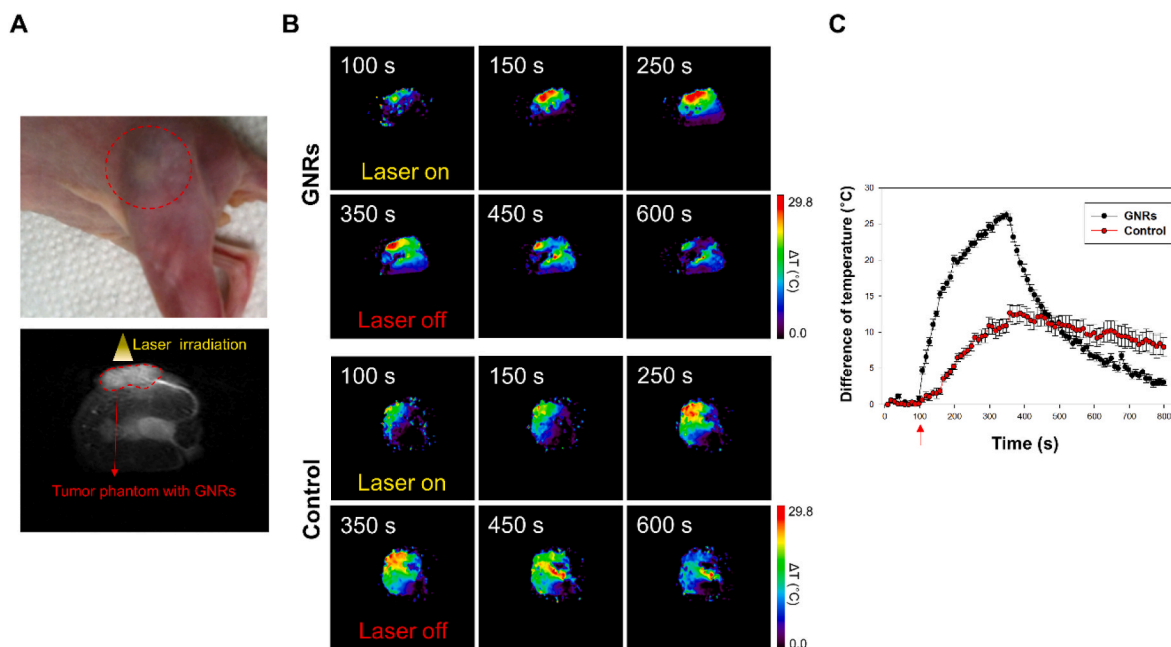 A
Laser irradiation
Tumor phantom with GNRs
B
GNRs
100 s
150 s
250 s
Laser on
350 s
450 s
600 s
Laser off
29.8
ΔT (°C)
0.0
Control
100 s
150 s
250 s
Laser on
350 s
450 s
600 s
Laser off
29.8
ΔT (°C)
0.0
C
Difference of temperature (°C)
30
25
20
15
10
5
0
GNRs
Control
0 100 200 300 400 500 600 700 800
Time (s)